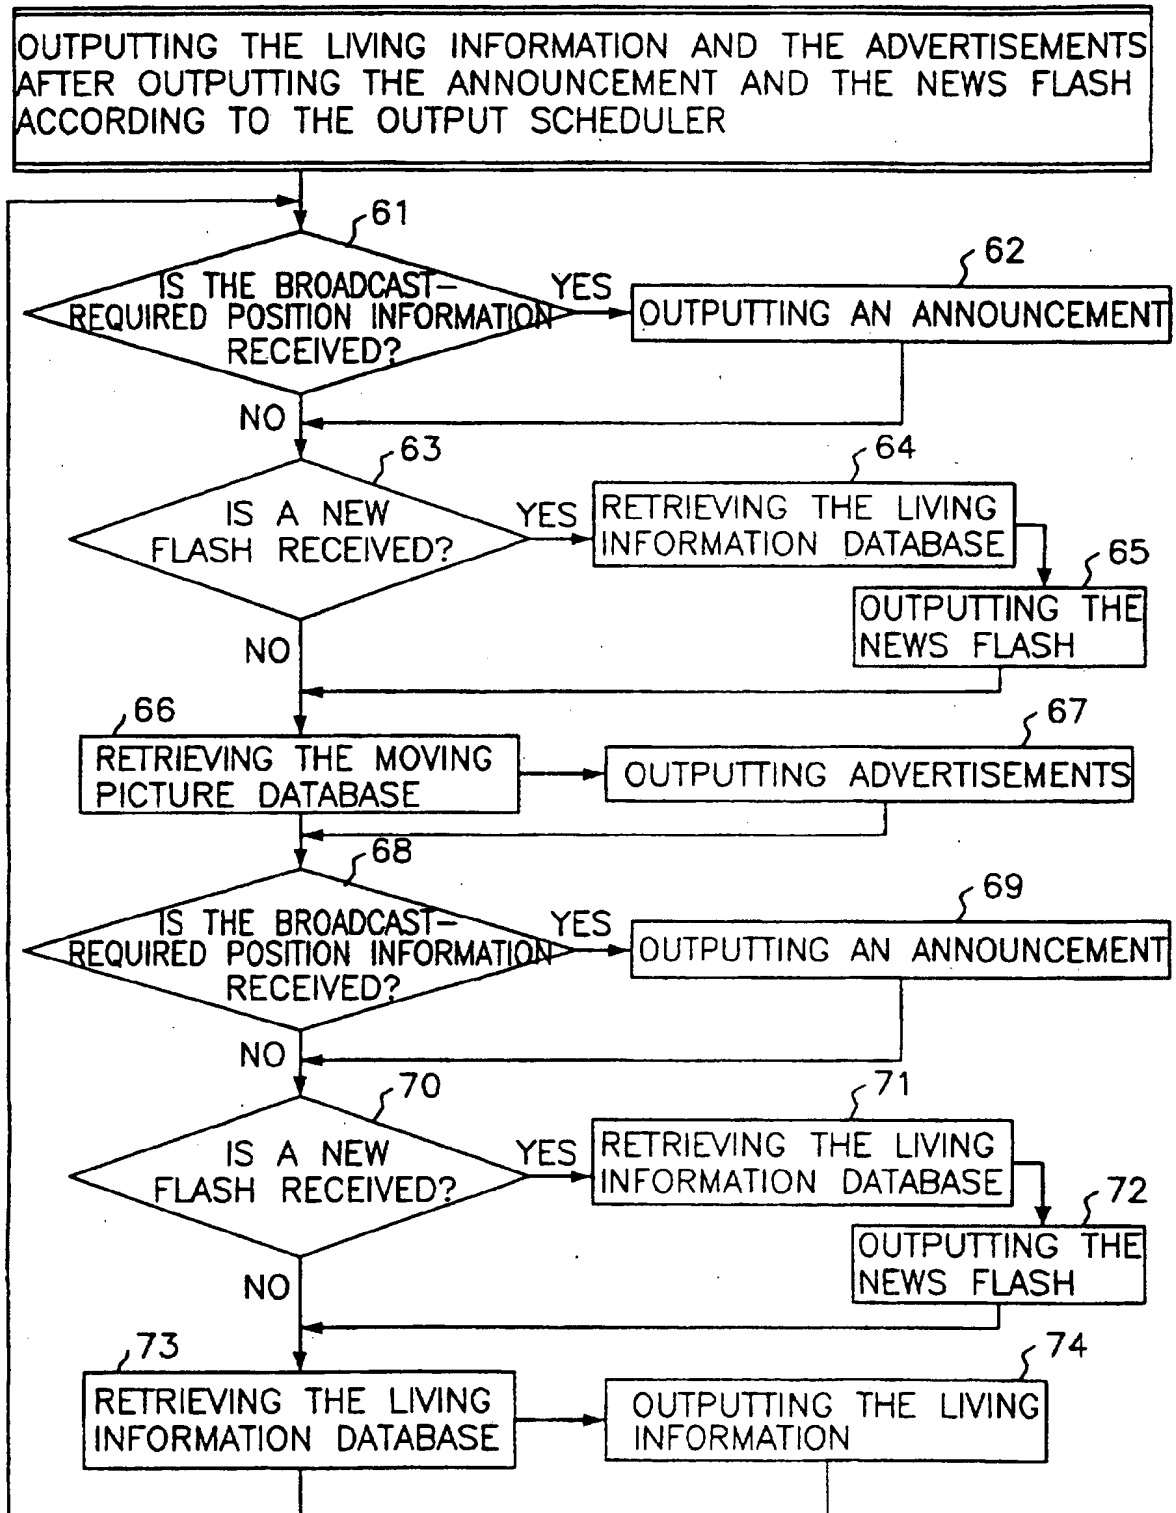 OUTPUTTING THE LIVING INFORMATION AND THE ADVERTISEMENTS
AFTER OUTPUTTING THE ANNOUNCEMENT AND THE NEWS FLASH
ACCORDING TO THE OUTPUT SCHEDULER
61
IS THE BROADCAST-
REQUIRED POSITION INFORMATION
RECEIVED?
YES
62
OUTPUTTING AN ANNOUNCEMENT
NO
63
IS A NEW
FLASH RECEIVED?
YES
64
RETRIEVING THE LIVING
INFORMATION DATABASE
65
OUTPUTTING THE
NEWS FLASH
NO
66
RETRIEVING THE MOVING
PICTURE DATABASE
67
OUTPUTTING ADVERTISEMENTS
68
IS THE BROADCAST-
REQUIRED POSITION INFORMATION
RECEIVED?
YES
69
OUTPUTTING AN ANNOUNCEMENT
NO
70
IS A NEW
FLASH RECEIVED?
YES
71
RETRIEVING THE LIVING
INFORMATION DATABASE
72
OUTPUTTING THE
NEWS FLASH
NO
73
RETRIEVING THE LIVING
INFORMATION DATABASE
74
OUTPUTTING THE LIVING
INFORMATION